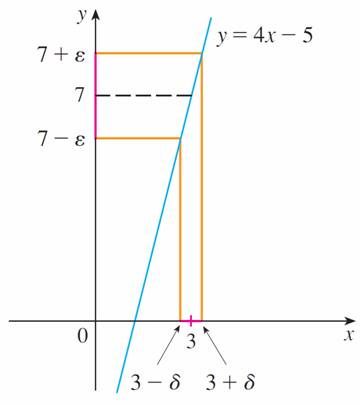 y
y = 4x − 5
7 + ε
7
7 − ε
0
3
x
3 − δ
3 + δ